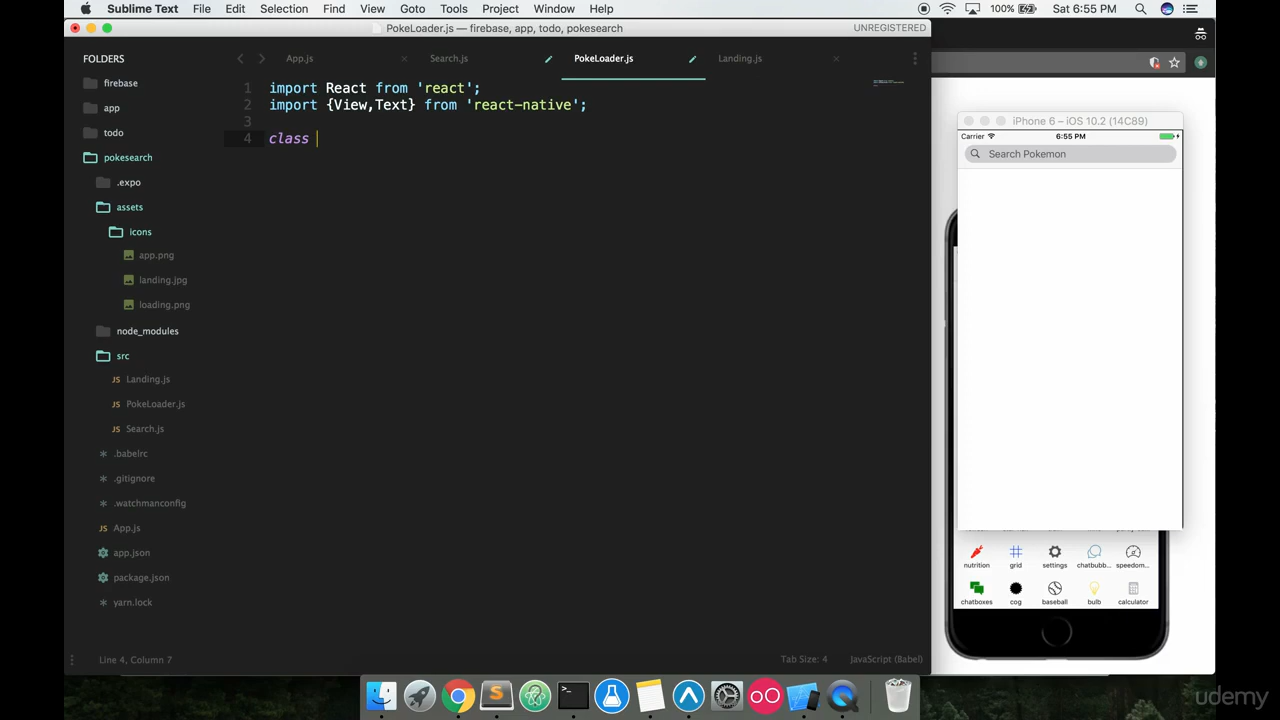 Sublime Text File Edit Selection Find View Goto Tools Project Window Help 100% Sat 6:55 PM
PokeLoader.js — firebase, app, todo, pokesearch UNREGISTERED
FOLDERS
App.js Search.js PokeLoader.js Landing.js
firebase
app
todo
pokesearch
.expo
assets
icons
app.png
landing.jpg
loading.png
node_modules
src
Landing.js
PokeLoader.js
Search.js
.babelrc
.gitignore
.watchmanconfig
App.js
app.json
package.json
yarn.lock
1 import React from 'react';
2 import {View,Text} from 'react-native';
3
4 class
iPhone 6 – iOS 10.2 (14C89)
Carrier 6:55 PM
Search Pokemon
nutrition grid settings chatbubb... speedom...
chatboxes cog baseball bulb calculator
Line 4, Column 7 Tab Size: 4 JavaScript (Babel)
udemy